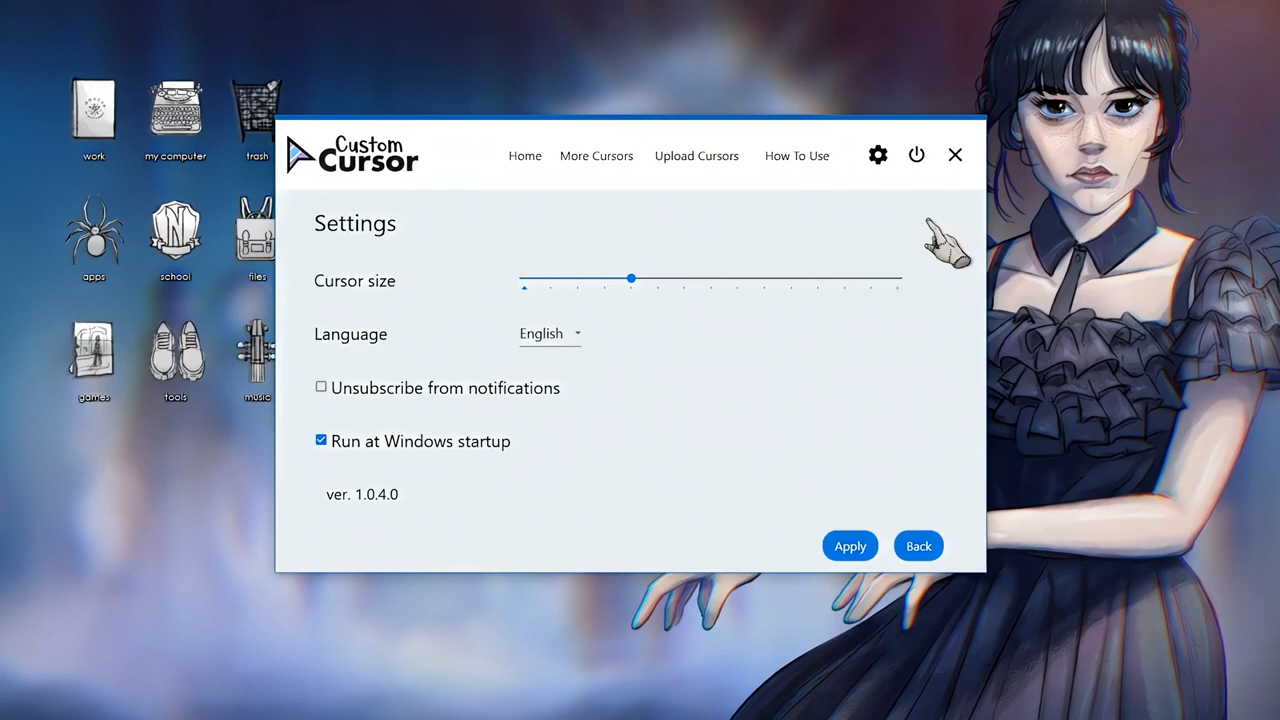 work
my computer
trash
apps
school
files
games
tools
music
N
Custom
Cursor
Home
More Cursors
Upload Cursors
How To Use
Settings
Cursor size
Language
English
Unsubscribe from notifications
Run at Windows startup
ver. 1.0.4.0
Apply
Back